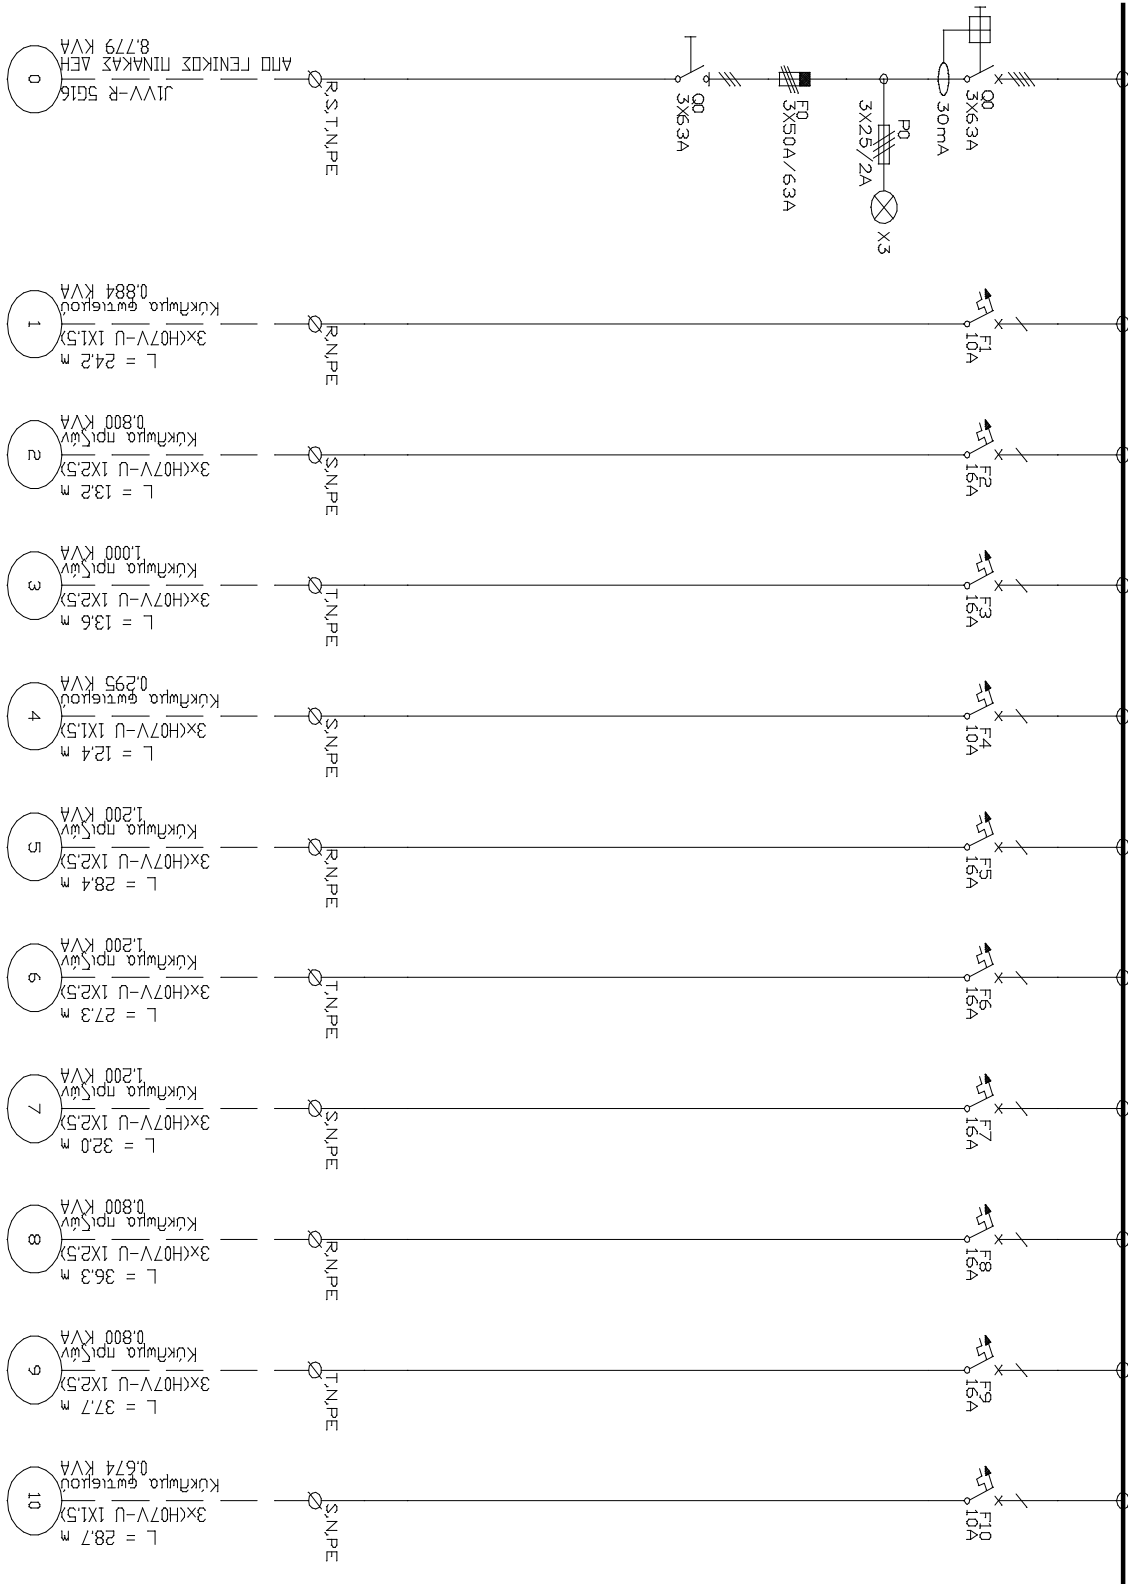 0
8.779 KVA
ΑΠΟ ΓΕΝΙΚΟΣ ΠΙΝΑΚΑΣ ΔΕΗ
J1VV-R 5G16
R,S,T,N,PE
Q0
3X63A
F0
3X50A/63A
P0
3X25/2A
X3
30mA
Q0
3X63A
1
0.884 KVA
Κύκλωμα φωτισμού
3x(H07V-U 1X1.5)
L = 24.2 m
R,N,PE
F1
10A
2
0.800 KVA
Κύκλωμα πριζών
3x(H07V-U 1X2.5)
L = 13.2 m
S,N,PE
F2
16A
3
1.000 KVA
Κύκλωμα πριζών
3x(H07V-U 1X2.5)
L = 13.6 m
T,N,PE
F3
16A
4
0.295 KVA
Κύκλωμα φωτισμού
3x(H07V-U 1X1.5)
L = 12.4 m
S,N,PE
F4
10A
5
1.200 KVA
Κύκλωμα πριζών
3x(H07V-U 1X2.5)
L = 28.4 m
R,N,PE
F5
16A
6
1.200 KVA
Κύκλωμα πριζών
3x(H07V-U 1X2.5)
L = 27.3 m
T,N,PE
F6
16A
7
1.200 KVA
Κύκλωμα πριζών
3x(H07V-U 1X2.5)
L = 32.0 m
S,N,PE
F7
16A
8
0.800 KVA
Κύκλωμα πριζών
3x(H07V-U 1X2.5)
L = 36.3 m
R,N,PE
F8
16A
9
0.800 KVA
Κύκλωμα πριζών
3x(H07V-U 1X2.5)
L = 37.7 m
T,N,PE
F9
16A
10
0.674 KVA
Κύκλωμα φωτισμού
3x(H07V-U 1X1.5)
L = 28.7 m
S,N,PE
F10
10A